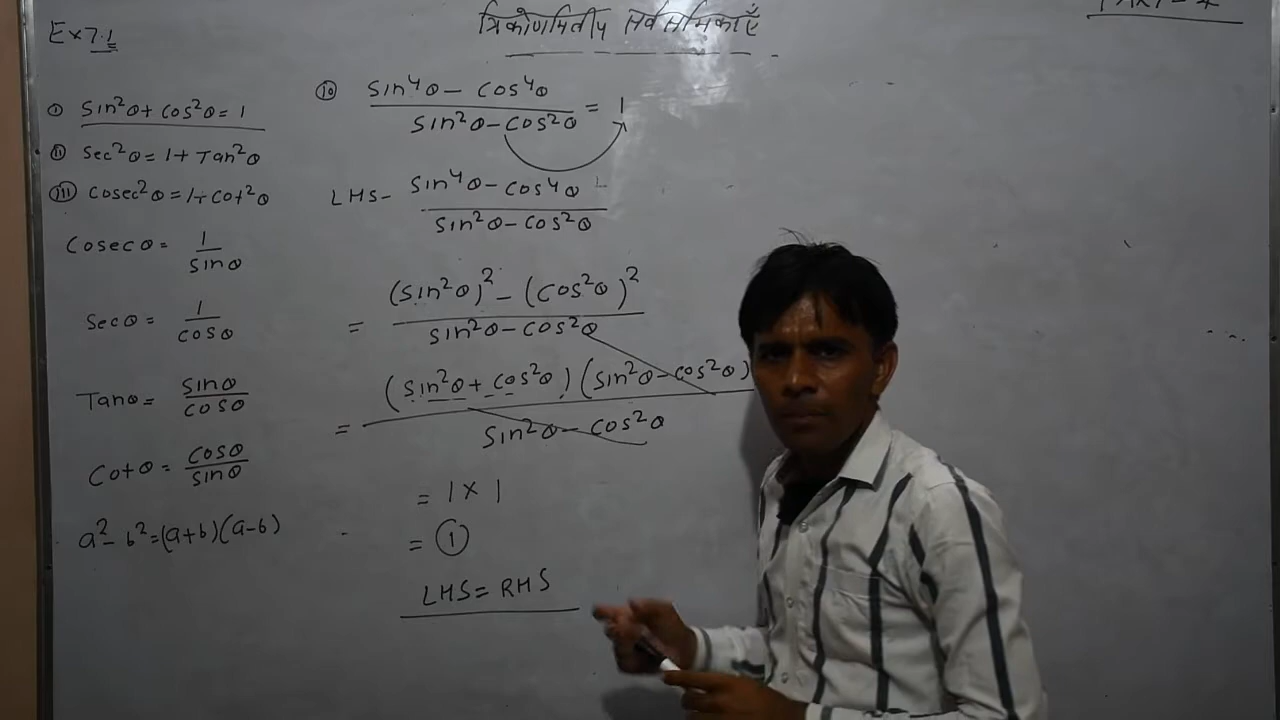 Ex 7.1
त्रिकोणमितीय सर्वसमिकाएँ
① sin²θ + cos²θ = 1
② sec²θ = 1 + Tan²θ
③ cosec²θ = 1 + cot²θ
cosecθ = 1/sinθ
secθ = 1/cosθ
Tanθ = sinθ/cosθ
cotθ = cosθ/sinθ
a² - b² = (a+b)(a-b)
⑩ sin⁴θ - cos⁴θ / sin²θ - cos²θ = 1
LHS - sin⁴θ - cos⁴θ / sin²θ - cos²θ
= (sin²θ)² - (cos²θ)² / sin²θ - cos²θ
= (sin²θ + cos²θ) (sin²θ - cos²θ) / sin²θ - cos²θ
= 1 × 1
= ①
LHS = RHS